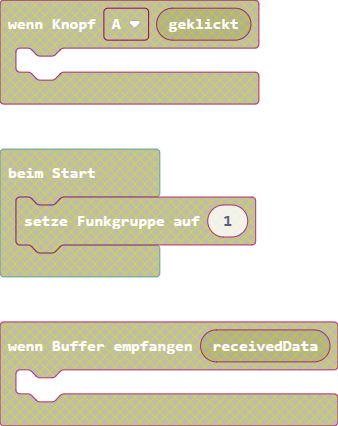 wenn Knopf A geklickt
beim Start
setze Funkgruppe auf 1
wenn Buffer empfangen receivedData